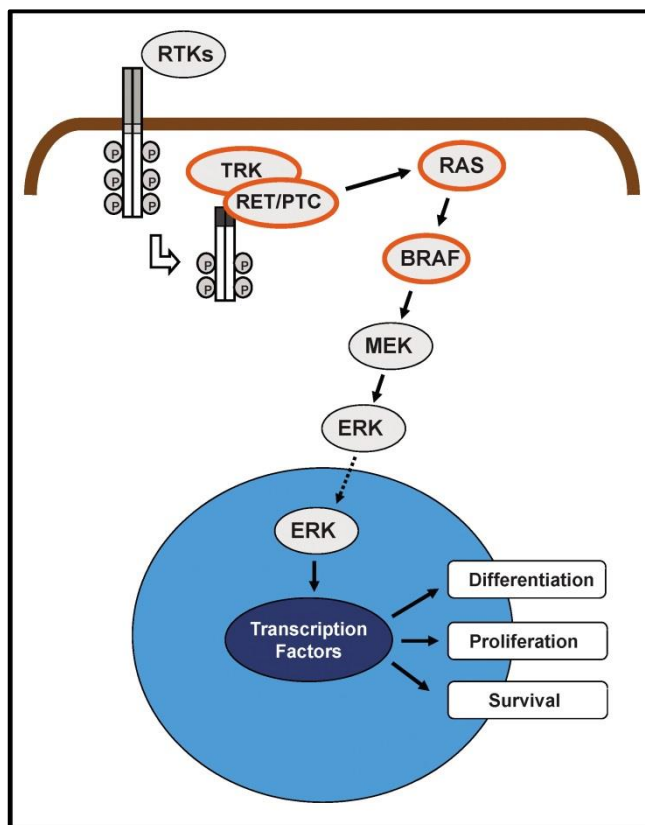 RTKs
P P
P P
P P
TRK
RET/PTC
P P
P P
RAS
BRAF
MEK
ERK
ERK
Transcription
Factors
Differentiation
Proliferation
Survival